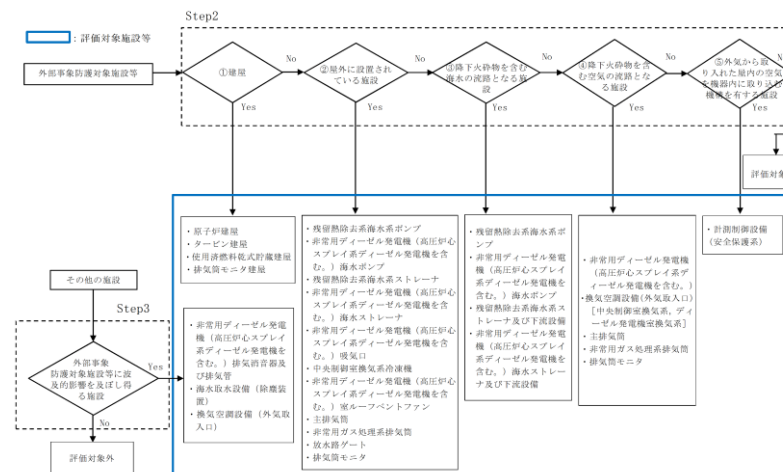 Step2
：評価対象施設等
外部事象防護対象施設等
①建屋
No
②屋外に設置され
ている施設
No
③降下火砕物を含む
海水の流路となる施
設
No
④降下火砕物を含
む空気の流路とな
る施設
No
⑤外気から取
り入れた屋内の空気
を機器内に取り込む
機構を有する施設
No
Yes
Yes
Yes
Yes
Yes
評価対象
・原子炉建屋
・タービン建屋
・使用済燃料乾式貯蔵建屋
・排気筒モニタ建屋
・残留熱除去系海水系ポンプ
・非常用ディーゼル発電機（高圧炉心
スプレイ系ディーゼル発電機を含
む。）海水ポンプ
・残留熱除去系海水系ストレーナ
・非常用ディーゼル発電機（高圧炉心
スプレイ系ディーゼル発電機を含
む。）海水ストレーナ
・非常用ディーゼル発電機（高圧炉心
スプレイ系ディーゼル発電機を含
む。）吸気口
・中央制御室換気系冷凍機
・非常用ディーゼル発電機（高圧炉心
スプレイ系ディーゼル発電機を含
む。）室ルーフベントファン
・主排気筒
・非常用ガス処理系排気筒
・放水路ゲート
・排気筒モニタ
・残留熱除去系海水系ポ
ンプ
・非常用ディーゼル発電
機（高圧炉心スプレイ系
ディーゼル発電機を含
む。）海水ポンプ
・残留熱除去系海水系ス
トレーナ及び下流設備
・非常用ディーゼル発電
機（高圧炉心スプレイ系
ディーゼル発電機を
含む。）海水ストレー
ナ及び下流設備
・非常用ディーゼル発電機
（高圧炉心スプレイ系ディ
ーゼル発電機を含む。）
・換気空調設備（外気取入口）
［中央制御室換気系，ディ
ーゼル発電機室換気系］
・主排気筒
・非常用ガス処理系排気筒
・排気筒モニタ
・計測制御設備
（安全保護系）
その他の施設
Step3
外部事象
防護対象施設等に波
及的影響を及ぼし得
る施設
Yes
No
評価対象外
・非常用ディーゼル発電
機（高圧炉心スプレイ
系ディーゼル発電機を
含む。）排気消音器及
び排気管
・海水取水設備（除塵装
置）
・換気空調設備（外気取
入口）